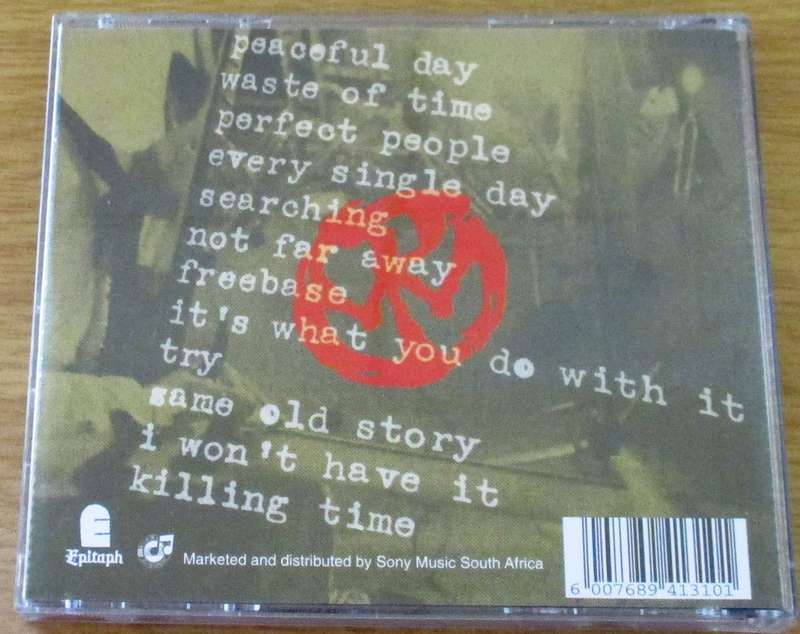 peaceful day
waste of time
perfect people
every single day
searching
not far away
freebase
it's what you do with it
try
same old story
i won't have it
killing time
Epitaph
Marketed and distributed by Sony Music South Africa
6 007689 413101